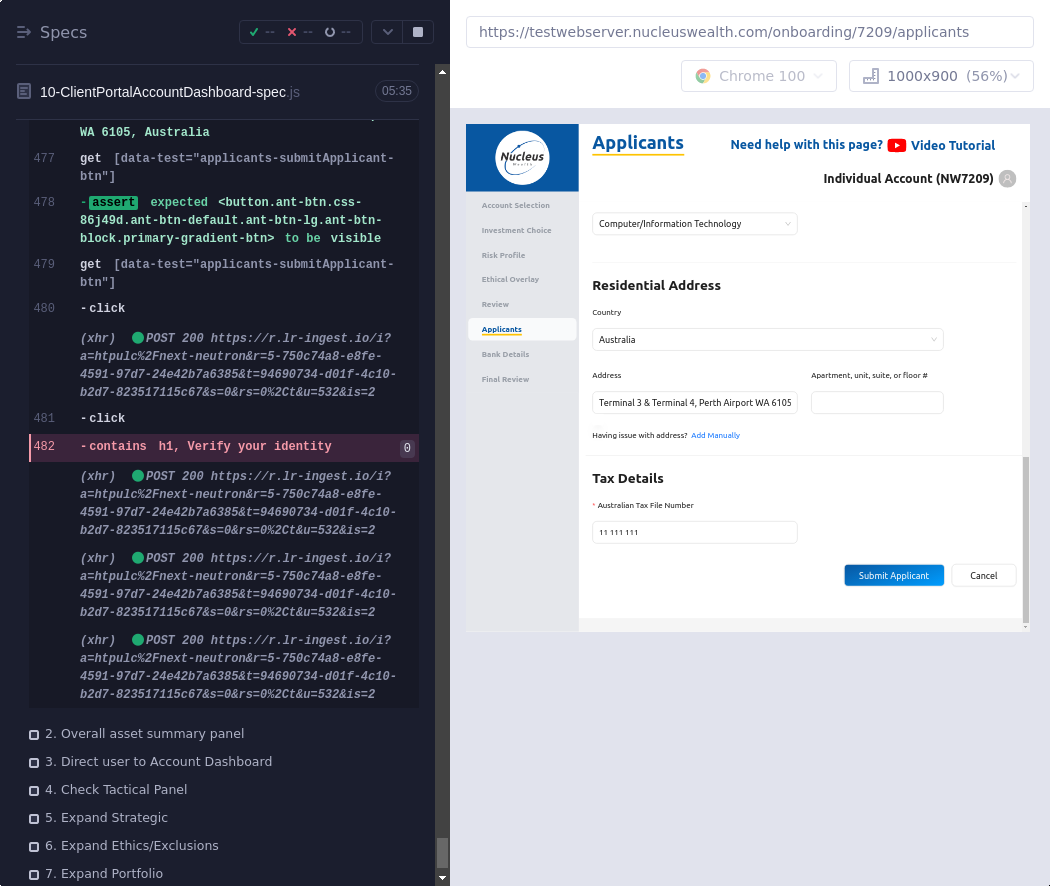 Specs
-- -- --
10-ClientPortalAccountDashboard-spec.js
05:35
WA 6105, Australia
477 get [data-test="applicants-submitApplicant-
btn"]
478 -assert expected <button.ant-btn.css-
86j49d.ant-btn-default.ant-btn-lg.ant-btn-
block.primary-gradient-btn> to be visible
479 get [data-test="applicants-submitApplicant-
btn"]
480 -click
(xhr) POST 200 https://r.lr-ingest.io/i?
a=htpulc%2Fnext-neutron&r=5-750c74a8-e8fe-
4591-97d7-24e42b7a6385&t=94690734-d01f-4c10-
b2d7-823517115c67&s=0&rs=0%2Ct&u=532&is=2
481 -click
482 -contains h1, Verify your identity 0
(xhr) POST 200 https://r.lr-ingest.io/i?
a=htpulc%2Fnext-neutron&r=5-750c74a8-e8fe-
4591-97d7-24e42b7a6385&t=94690734-d01f-4c10-
b2d7-823517115c67&s=0&rs=0%2Ct&u=532&is=2
(xhr) POST 200 https://r.lr-ingest.io/i?
a=htpulc%2Fnext-neutron&r=5-750c74a8-e8fe-
4591-97d7-24e42b7a6385&t=94690734-d01f-4c10-
b2d7-823517115c67&s=0&rs=0%2Ct&u=532&is=2
(xhr) POST 200 https://r.lr-ingest.io/i?
a=htpulc%2Fnext-neutron&r=5-750c74a8-e8fe-
4591-97d7-24e42b7a6385&t=94690734-d01f-4c10-
b2d7-823517115c67&s=0&rs=0%2Ct&u=532&is=2
2. Overall asset summary panel
3. Direct user to Account Dashboard
4. Check Tactical Panel
5. Expand Strategic
6. Expand Ethics/Exclusions
7. Expand Portfolio
https://testwebserver.nucleuswealth.com/onboarding/7209/applicants
Chrome 100
1000x900 (56%)
Nucleus
Wealth
Applicants
Need help with this page? Video Tutorial
Individual Account (NW7209)
Account Selection
Investment Choice
Risk Profile
Ethical Overlay
Review
Applicants
Bank Details
Final Review
Computer/Information Technology
Residential Address
Country
Australia
Address
Apartment, unit, suite, or floor #
Terminal 3 & Terminal 4, Perth Airport WA 6105
Having issue with address? Add Manually
Tax Details
* Australian Tax File Number
11 111 111
Submit Applicant
Cancel